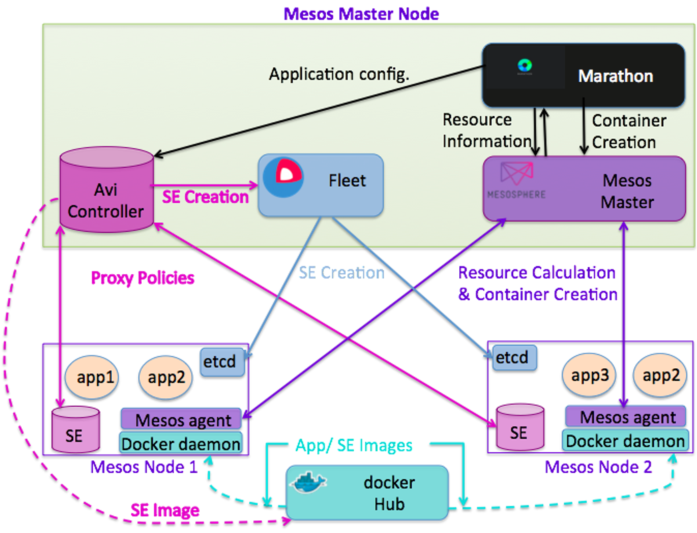 Mesos Master Node
Application config.
Marathon
Resource
Information
Container
Creation
Avi
Controller
SE Creation
Fleet
MESOSPHERE
Mesos
Master
Proxy Policies
SE Creation
Resource Calculation
& Container Creation
app1
app2
etcd
SE
Mesos agent
Docker daemon
Mesos Node 1
etcd
app3
app2
SE
Mesos agent
Docker daemon
Mesos Node 2
App/ SE Images
docker
Hub
SE Image